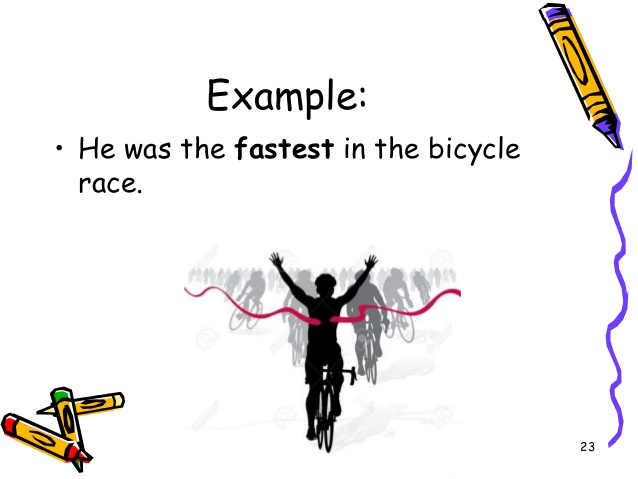 Example:
• He was the fastest in the bicycle
race.
23